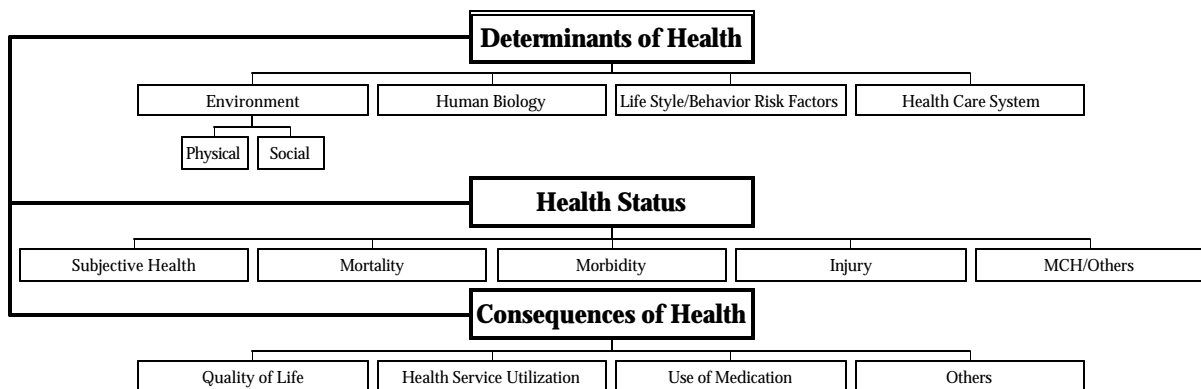 Determinants of Health
Environment
Human Biology
Life Style/Behavior Risk Factors
Health Care System
Physical
Social
Health Status
Subjective Health
Mortality
Morbidity
Injury
MCH/Others
Consequences of Health
Quality of Life
Health Service Utilization
Use of Medication
Others